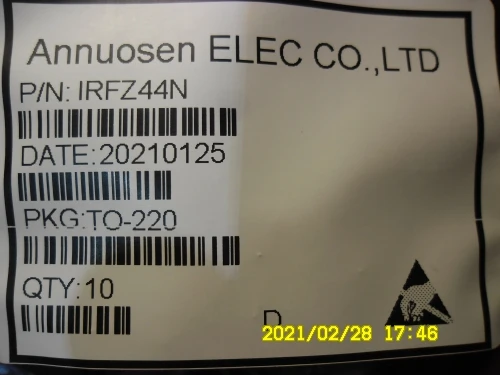 Annuosen ELEC CO.,LTD
P/N: IRFZ44N
DATE:20210125
PKG:TO-220
QTY:10
D
2021/02/28 17:46